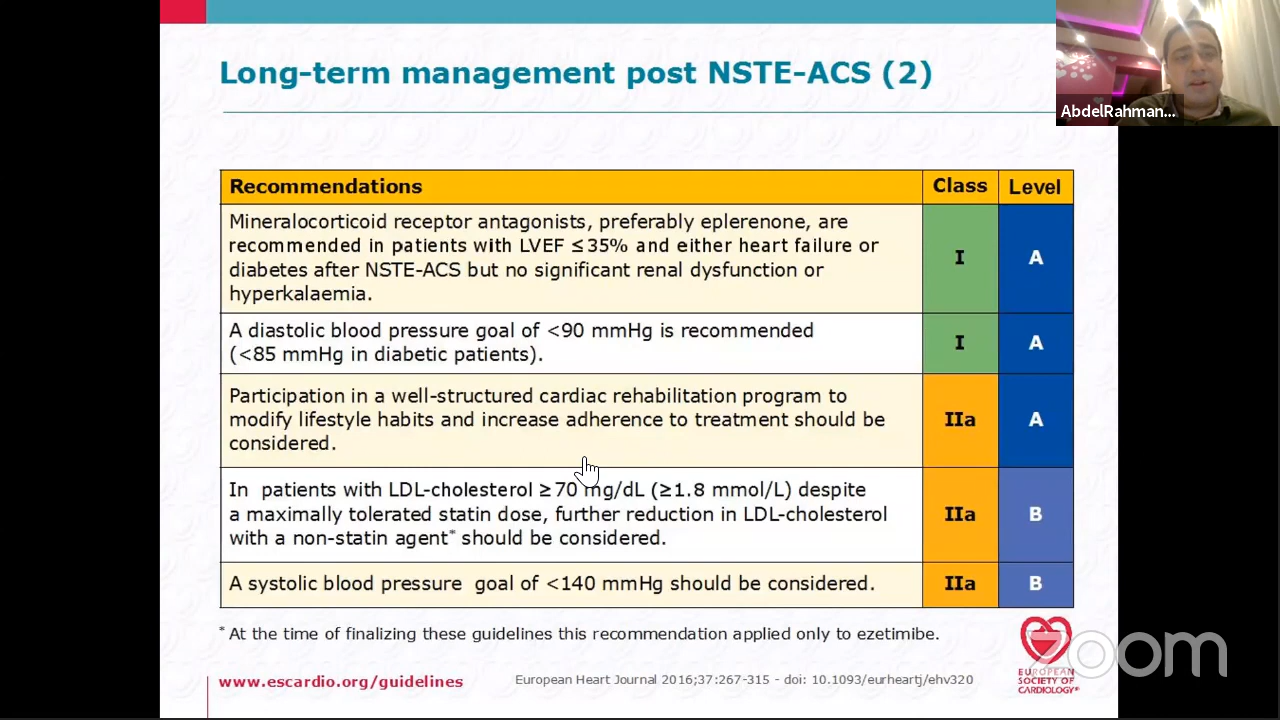 Long-term management post NSTE-ACS (2)
AbdelRahman...
Recommendations Class Level
Mineralocorticoid receptor antagonists, preferably eplerenone, are
recommended in patients with LVEF ≤35% and either heart failure or
diabetes after NSTE-ACS but no significant renal dysfunction or
hyperkalaemia.
I A
A diastolic blood pressure goal of <90 mmHg is recommended
(<85 mmHg in diabetic patients).
I A
Participation in a well-structured cardiac rehabilitation program to
modify lifestyle habits and increase adherence to treatment should be
considered.
IIa A
In patients with LDL-cholesterol ≥70 mg/dL (≥1.8 mmol/L) despite
a maximally tolerated statin dose, further reduction in LDL-cholesterol
with a non-statin agent* should be considered.
IIa B
A systolic blood pressure goal of <140 mmHg should be considered.
IIa B
* At the time of finalizing these guidelines this recommendation applied only to ezetimibe.
www.escardio.org/guidelines
European Heart Journal 2016;37:267-315 - doi: 10.1093/eurheartj/ehv320
EUROPEAN
SOCIETY OF
CARDIOLOGY®
zoom